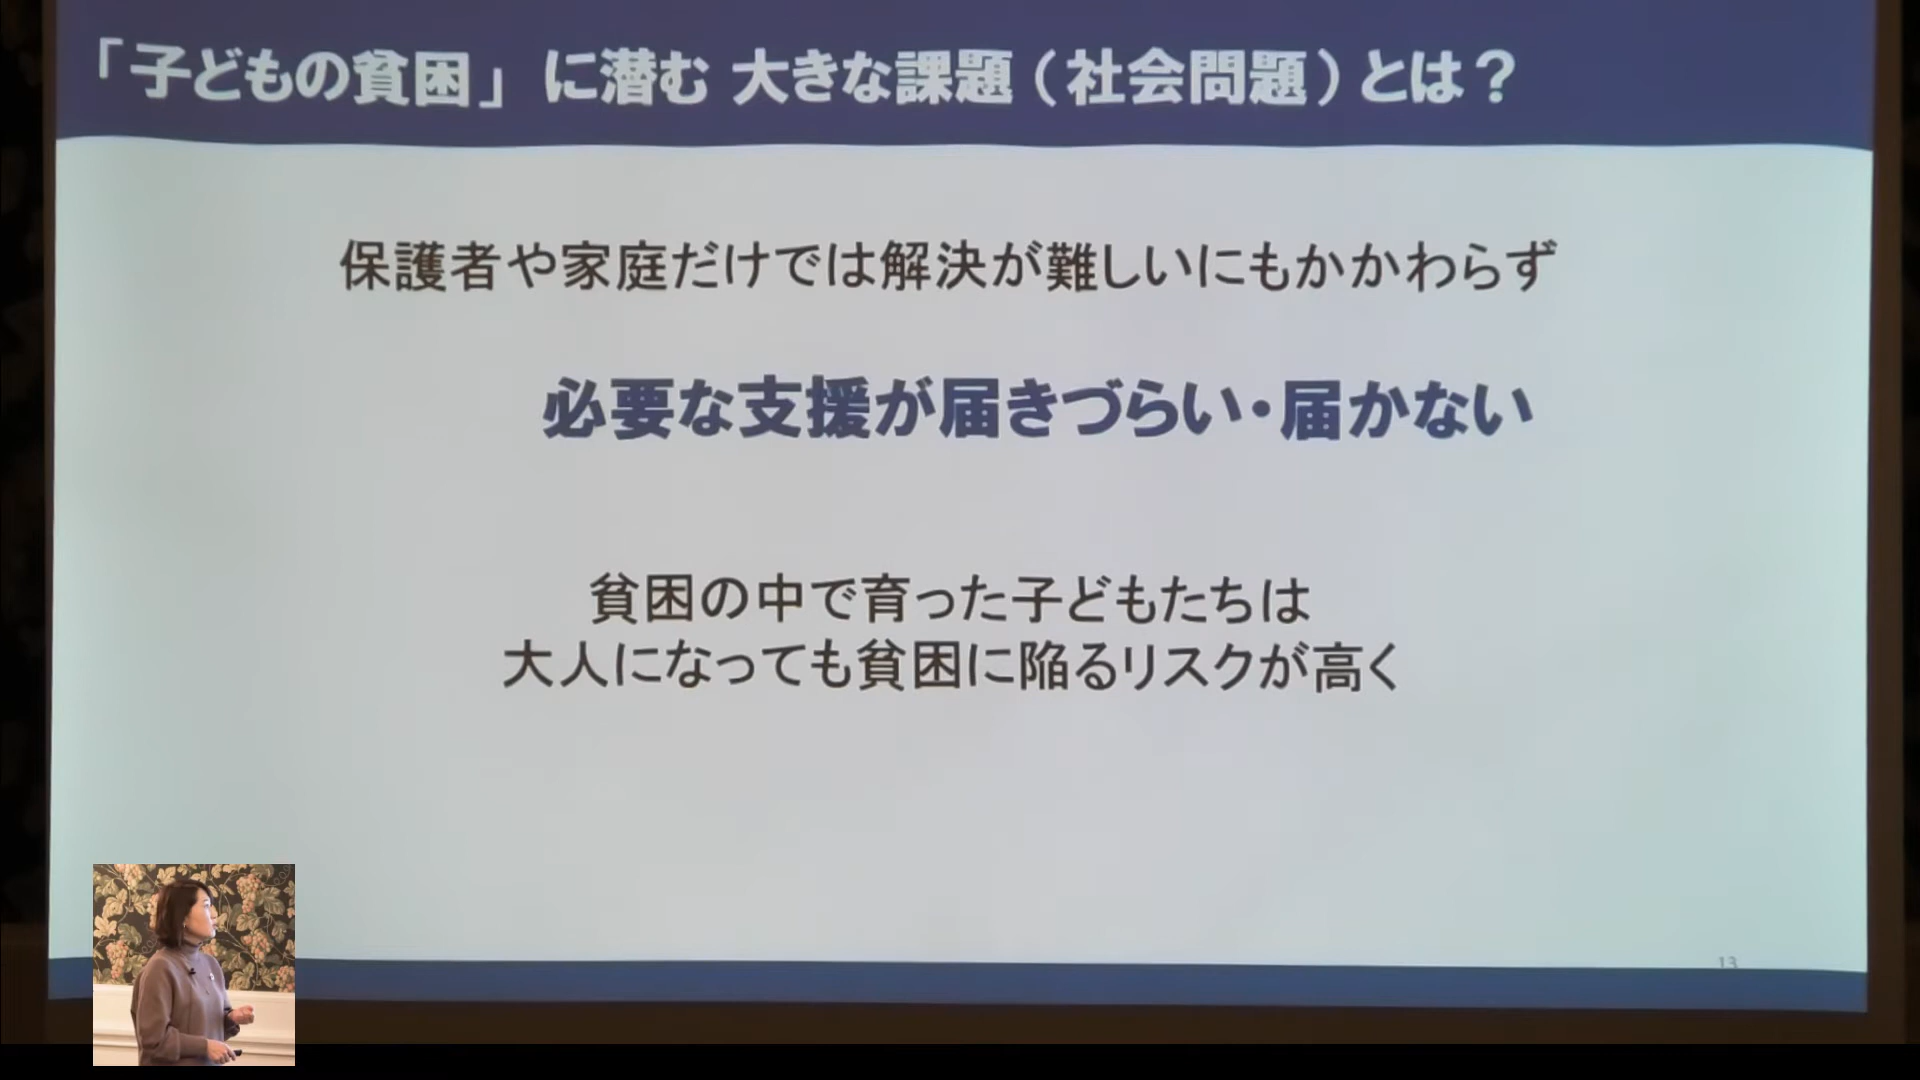 「子どもの貧困」に潜む 大きな課題（社会問題）とは？
保護者や家庭だけでは解決が難しいにもかかわらず
必要な支援が届きづらい・届かない
貧困の中で育った子どもたちは
大人になっても貧困に陥るリスクが高く
13